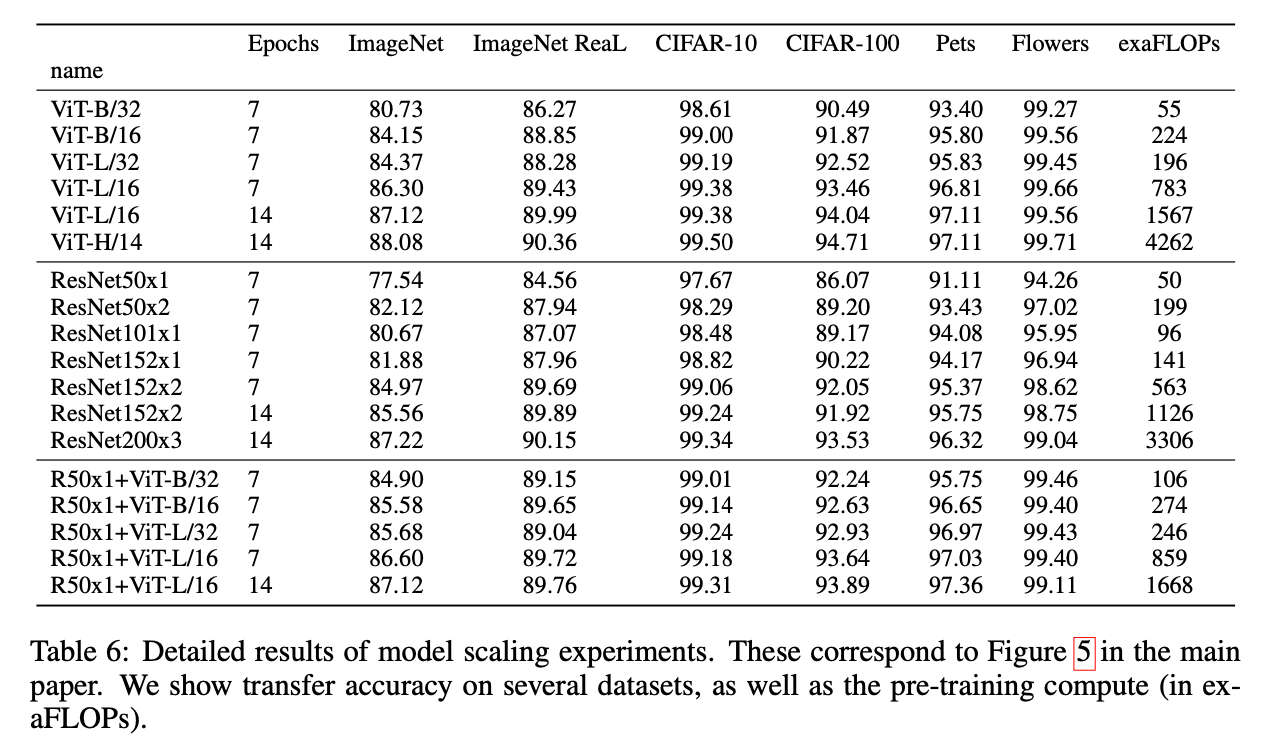 Epochs ImageNet ImageNet ReaL CIFAR-10 CIFAR-100 Pets Flowers exaFLOPs
name
ViT-B/32 7 80.73 86.27 98.61 90.49 93.40 99.27 55
ViT-B/16 7 84.15 88.85 99.00 91.87 95.80 99.56 224
ViT-L/32 7 84.37 88.28 99.19 92.52 95.83 99.45 196
ViT-L/16 7 86.30 89.43 99.38 93.46 96.81 99.66 783
ViT-L/16 14 87.12 89.99 99.38 94.04 97.11 99.56 1567
ViT-H/14 14 88.08 90.36 99.50 94.71 97.11 99.71 4262
ResNet50x1 7 77.54 84.56 97.67 86.07 91.11 94.26 50
ResNet50x2 7 82.12 87.94 98.29 89.20 93.43 97.02 199
ResNet101x1 7 80.67 87.07 98.48 89.17 94.08 95.95 96
ResNet152x1 7 81.88 87.96 98.82 90.22 94.17 96.94 141
ResNet152x2 7 84.97 89.69 99.06 92.05 95.37 98.62 563
ResNet152x2 14 85.56 89.89 99.24 91.92 95.75 98.75 1126
ResNet200x3 14 87.22 90.15 99.34 93.53 96.32 99.04 3306
R50x1+ViT-B/32 7 84.90 89.15 99.01 92.24 95.75 99.46 106
R50x1+ViT-B/16 7 85.58 89.65 99.14 92.63 96.65 99.40 274
R50x1+ViT-L/32 7 85.68 89.04 99.24 92.93 96.97 99.43 246
R50x1+ViT-L/16 7 86.60 89.72 99.18 93.64 97.03 99.40 859
R50x1+ViT-L/16 14 87.12 89.76 99.31 93.89 97.36 99.11 1668
Table 6: Detailed results of model scaling experiments. These correspond to Figure 5 in the main
paper. We show transfer accuracy on several datasets, as well as the pre-training compute (in ex-
aFLOPs).